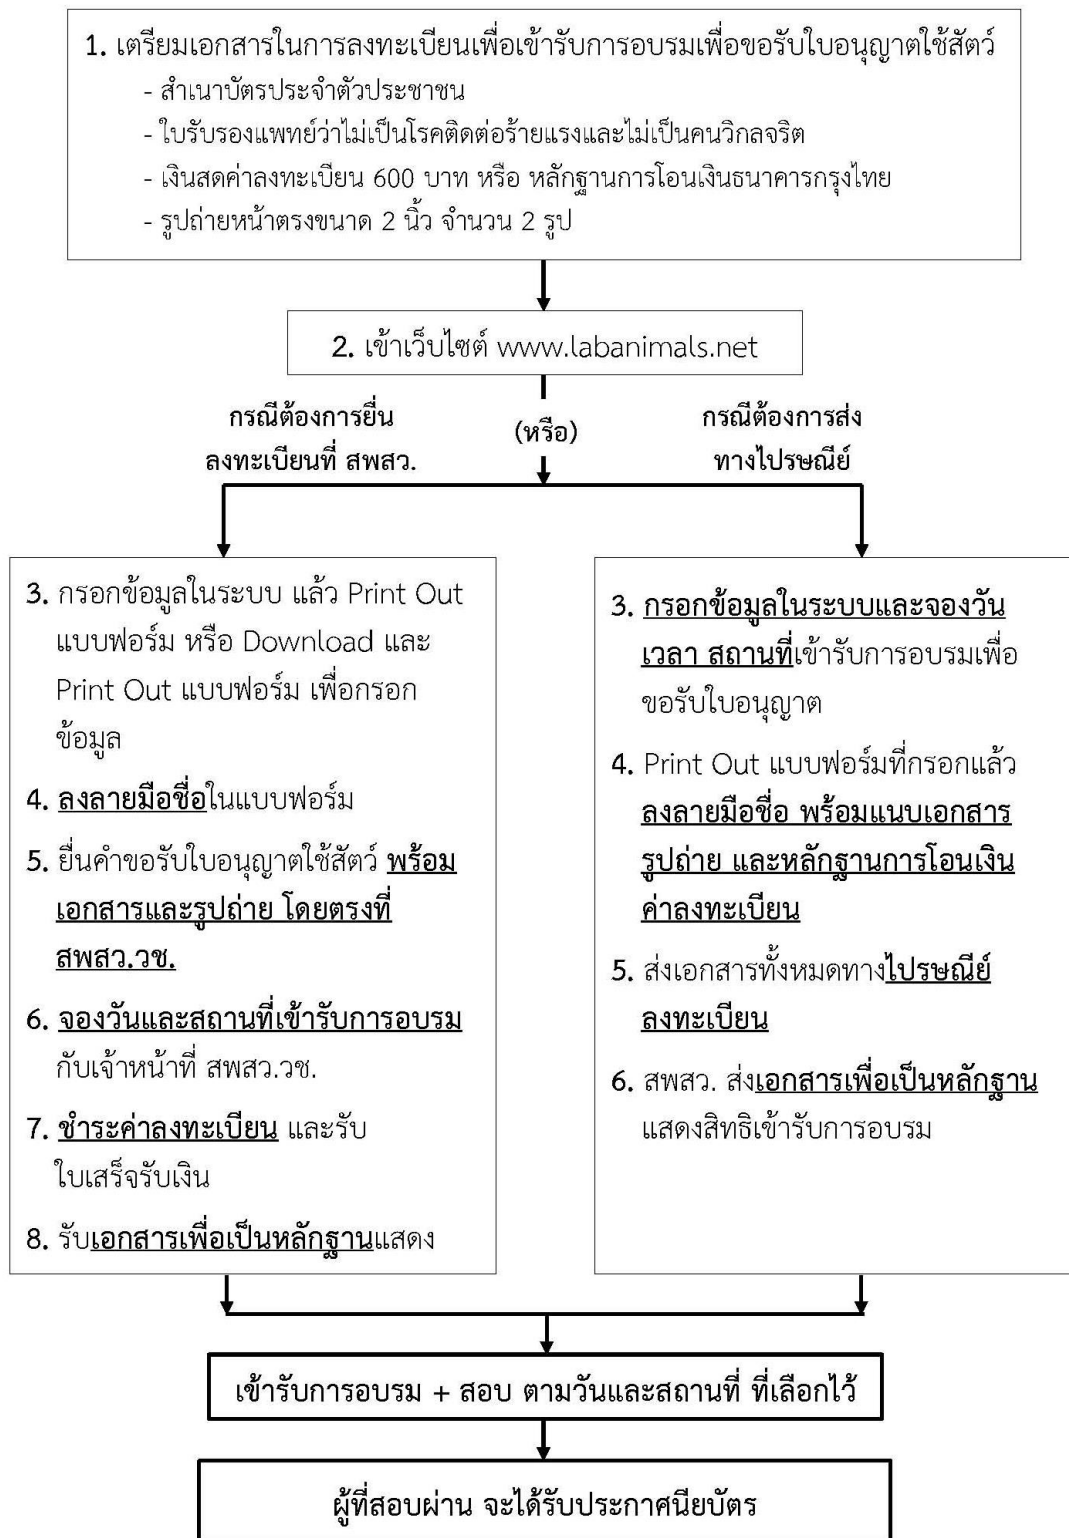 1. เตรียมเอกสารในการลงทะเบียนเพื่อเข้ารับการอบรมเพื่อขอรับใบอนุญาตใช้สัตว์
- สำเนาบัตรประจำตัวประชาชน
- ใบรับรองแพทย์ว่าไม่เป็นโรคติดต่อร้ายแรงและไม่เป็นคนวิกลจริต
- เงินสดค่าลงทะเบียน 600 บาท หรือ หลักฐานการโอนเงินธนาคารกรุงไทย
- รูปถ่ายหน้าตรงขนาด 2 นิ้ว จำนวน 2 รูป
2. เข้าเว็บไซต์ www.labanimals.net
กรณีต้องการยื่น
ลงทะเบียนที่ สพสว.
(หรือ)
กรณีต้องการส่ง
ทางไปรษณีย์
3. กรอกข้อมูลในระบบ แล้ว Print Out
แบบฟอร์ม หรือ Download และ
Print Out แบบฟอร์ม เพื่อกรอก
ข้อมูล
4. ลงลายมือชื่อในแบบฟอร์ม
5. ยื่นคำขอรับใบอนุญาตใช้สัตว์ พร้อม
เอกสารและรูปถ่าย โดยตรงที่
สพสว.วช.
6. จองวันและสถานที่เข้ารับการอบรม
กับเจ้าหน้าที่ สพสว.วช.
7. ชำระค่าลงทะเบียน และรับ
ใบเสร็จรับเงิน
8. รับเอกสารเพื่อเป็นหลักฐานแสดง
3. กรอกข้อมูลในระบบและจองวัน
เวลา สถานที่เข้ารับการอบรมเพื่อ
ขอรับใบอนุญาต
4. Print Out แบบฟอร์มที่กรอกแล้ว
ลงลายมือชื่อ พร้อมแนบเอกสาร
รูปถ่าย และหลักฐานการโอนเงิน
ค่าลงทะเบียน
5. ส่งเอกสารทั้งหมดทางไปรษณีย์
ลงทะเบียน
6. สพสว. ส่งเอกสารเพื่อเป็นหลักฐาน
แสดงสิทธิเข้ารับการอบรม
เข้ารับการอบรม + สอบ ตามวันและสถานที่ ที่เลือกไว้
ผู้ที่สอบผ่าน จะได้รับประกาศนียบัตร